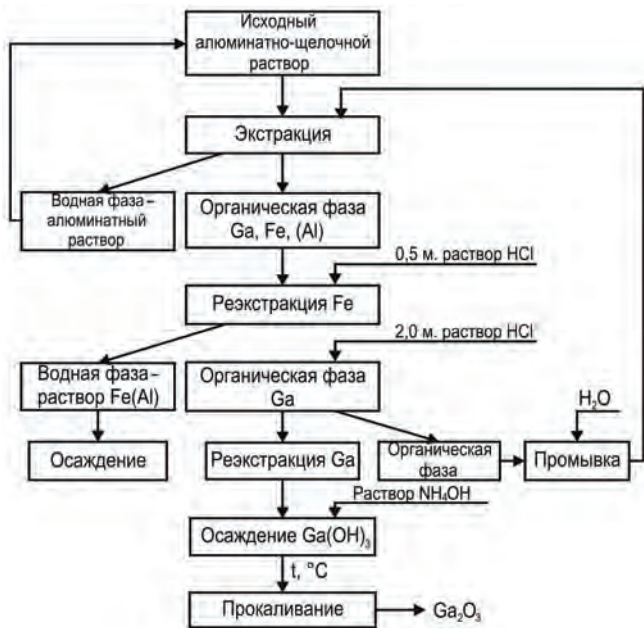 Исходный
алюминатно-щелочной
раствор
Экстракция
Водная фаза –
алюминатный
раствор
Органическая фаза
Ga, Fe, (Al)
0,5 м. раствор HCl
Реэкстракция Fe
2,0 м. раствор HCl
Водная фаза–
раствор Fe(Al)
Органическая фаза
Ga
H₂O
Осаждение
Реэкстракция Ga
Органическая
фаза
Промывка
Раствор NH₄OH
Осаждение Ga(OH)₃
t, °C
Прокаливание
Ga₂O₃